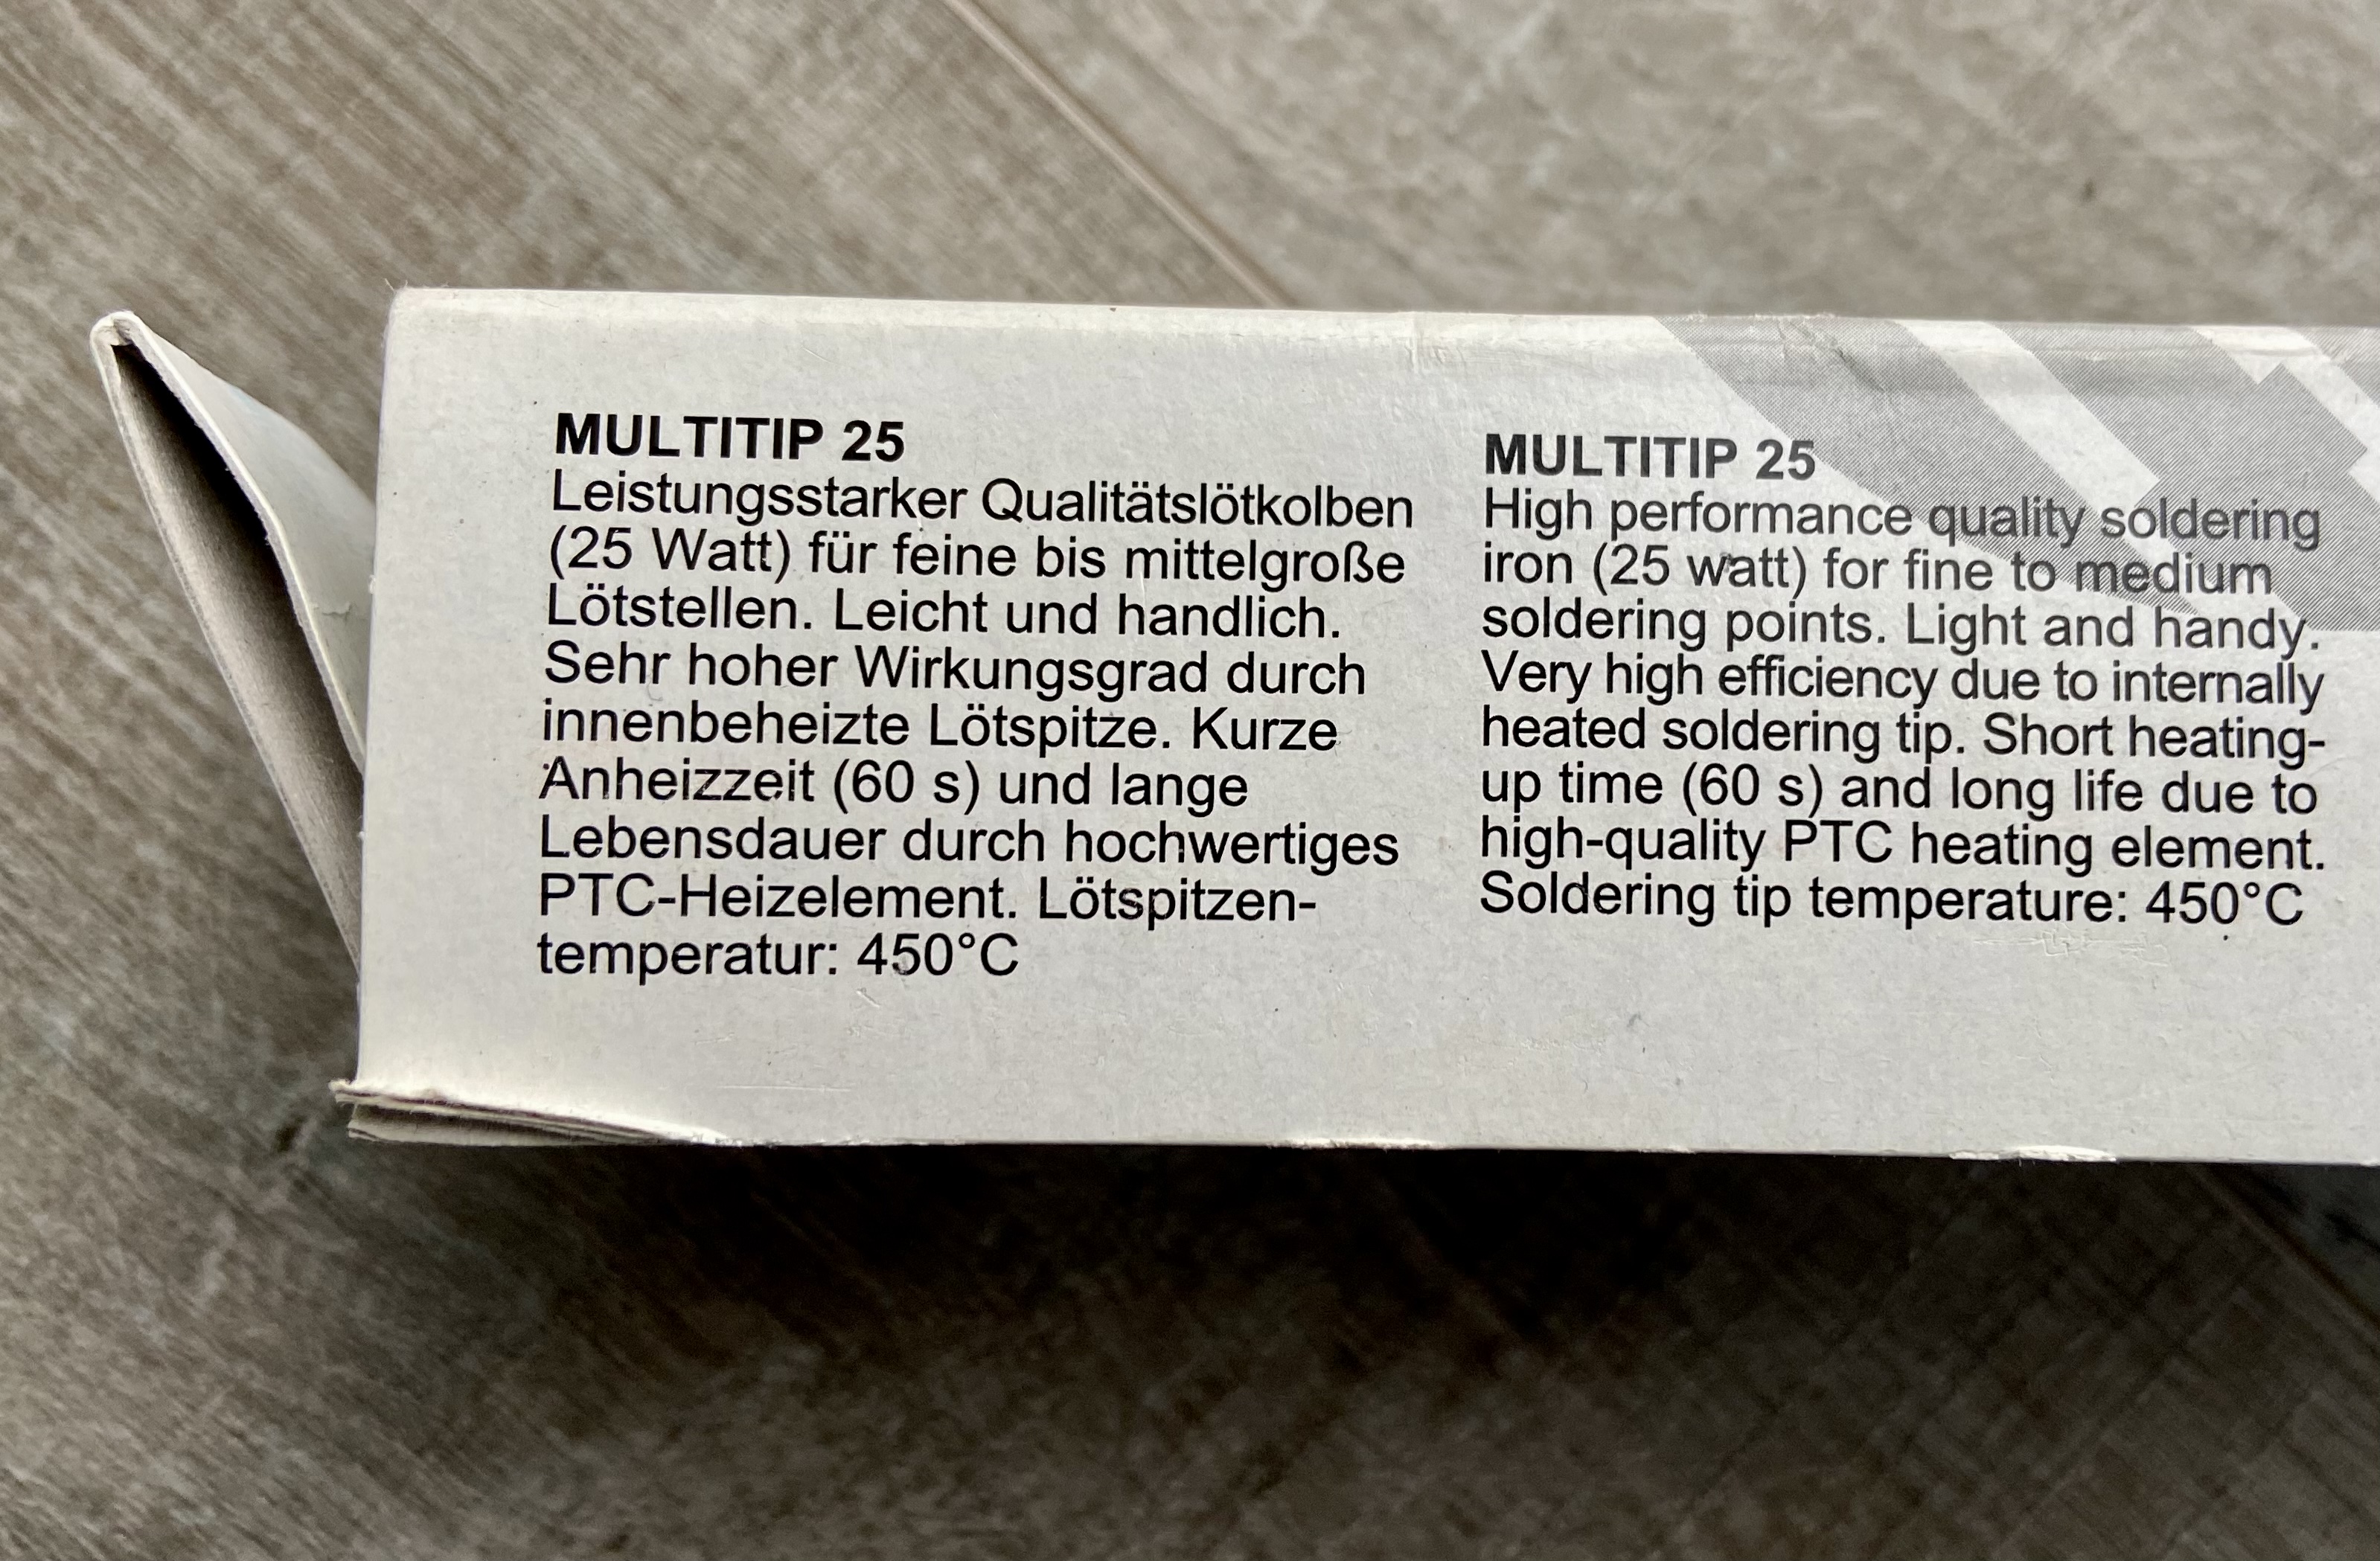 MULTITIP 25
Leistungsstarker Qualitätslötkolben
(25 Watt) für feine bis mittelgroße
Lötstellen. Leicht und handlich.
Sehr hoher Wirkungsgrad durch
innenbeheizte Lötspitze. Kurze
Anheizzeit (60 s) und lange
Lebensdauer durch hochwertiges
PTC-Heizelement. Lötspitzen-
temperatur: 450°C
MULTITIP 25
High performance quality soldering
iron (25 watt) for fine to medium
soldering points. Light and handy.
Very high efficiency due to internally
heated soldering tip. Short heating-
up time (60 s) and long life due to
high-quality PTC heating element.
Soldering tip temperature: 450°C